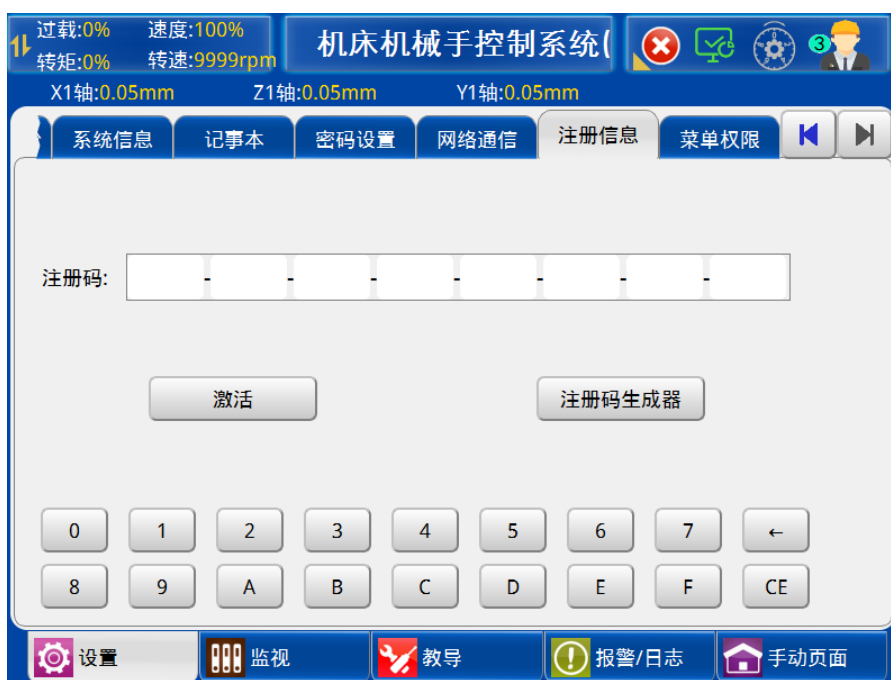 过载:0% 速度:100%
转矩:0% 转速:9999rpm
机床机械手控制系统(
3
X1轴:0.05mm Z1轴:0.05mm Y1轴:0.05mm
系统信息 记事本 密码设置 网络通信 注册信息 菜单权限
注册码: - - - - - - -
激活 注册码生成器
0 1 2 3 4 5 6 7 ←
8 9 A B C D E F CE
设置 监视 教导 报警/日志 手动页面